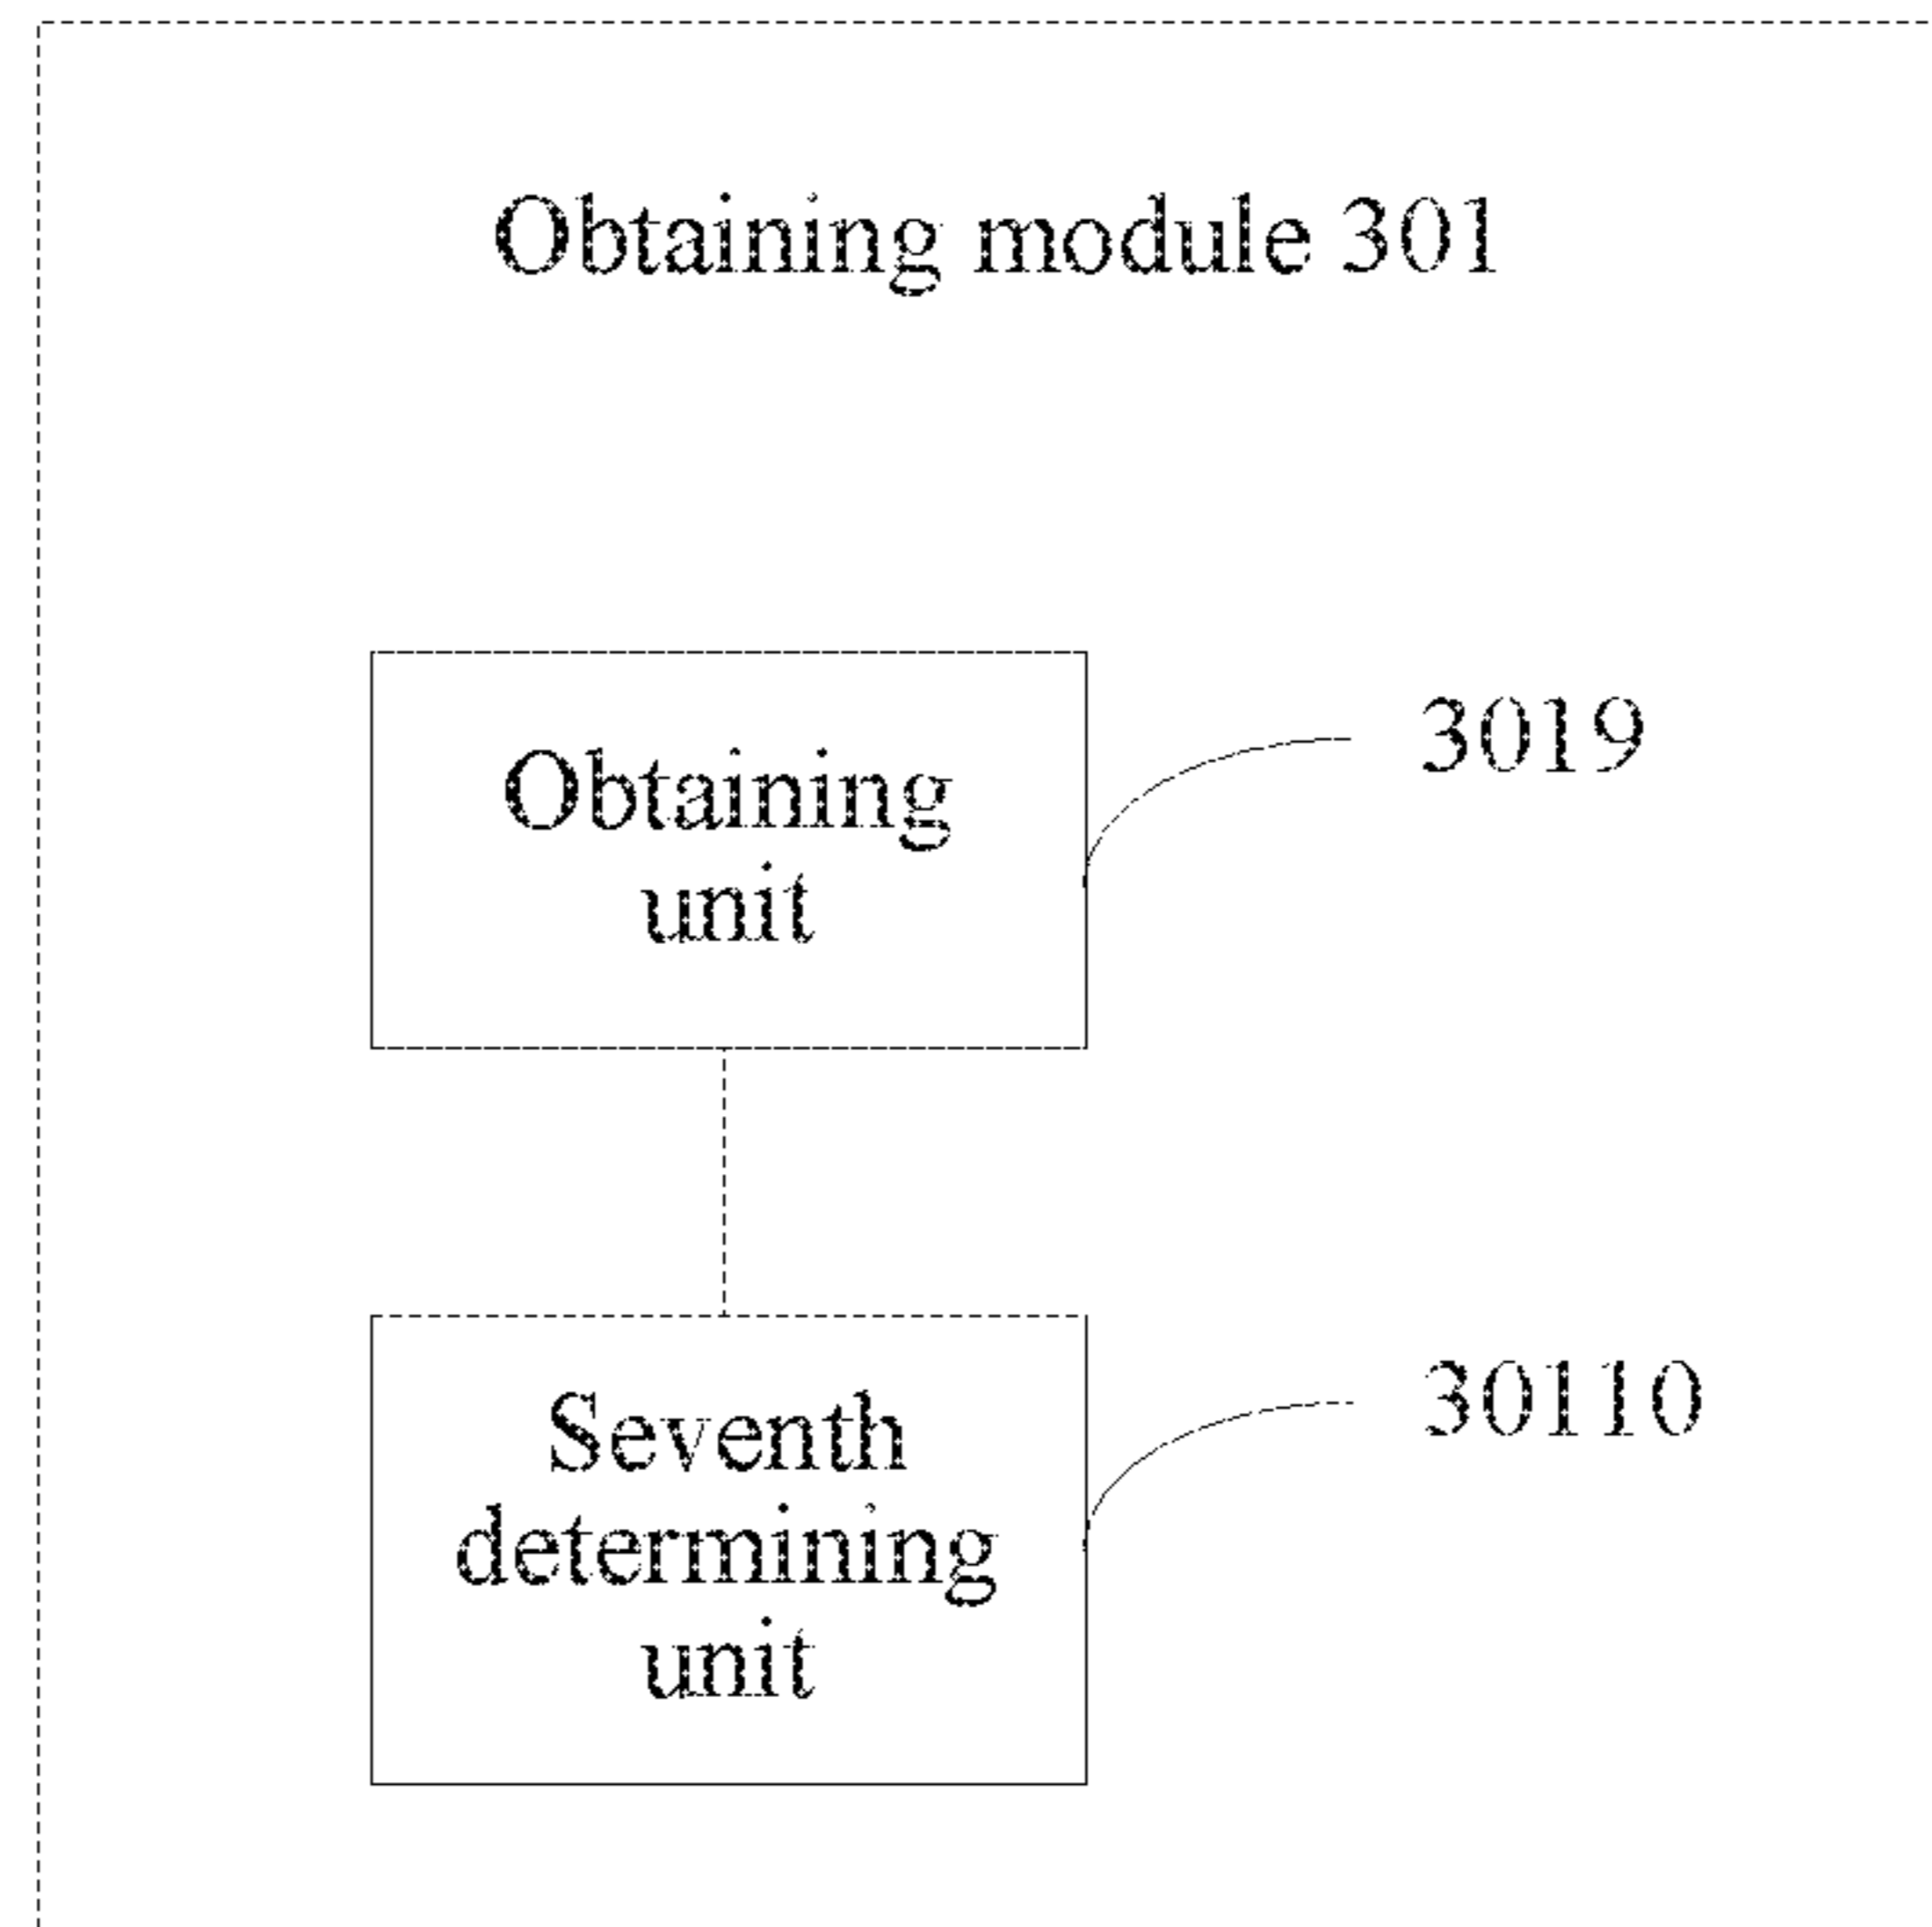 Obtaining module 301
Obtaining
unit
3019
Seventh
determining
unit
30110